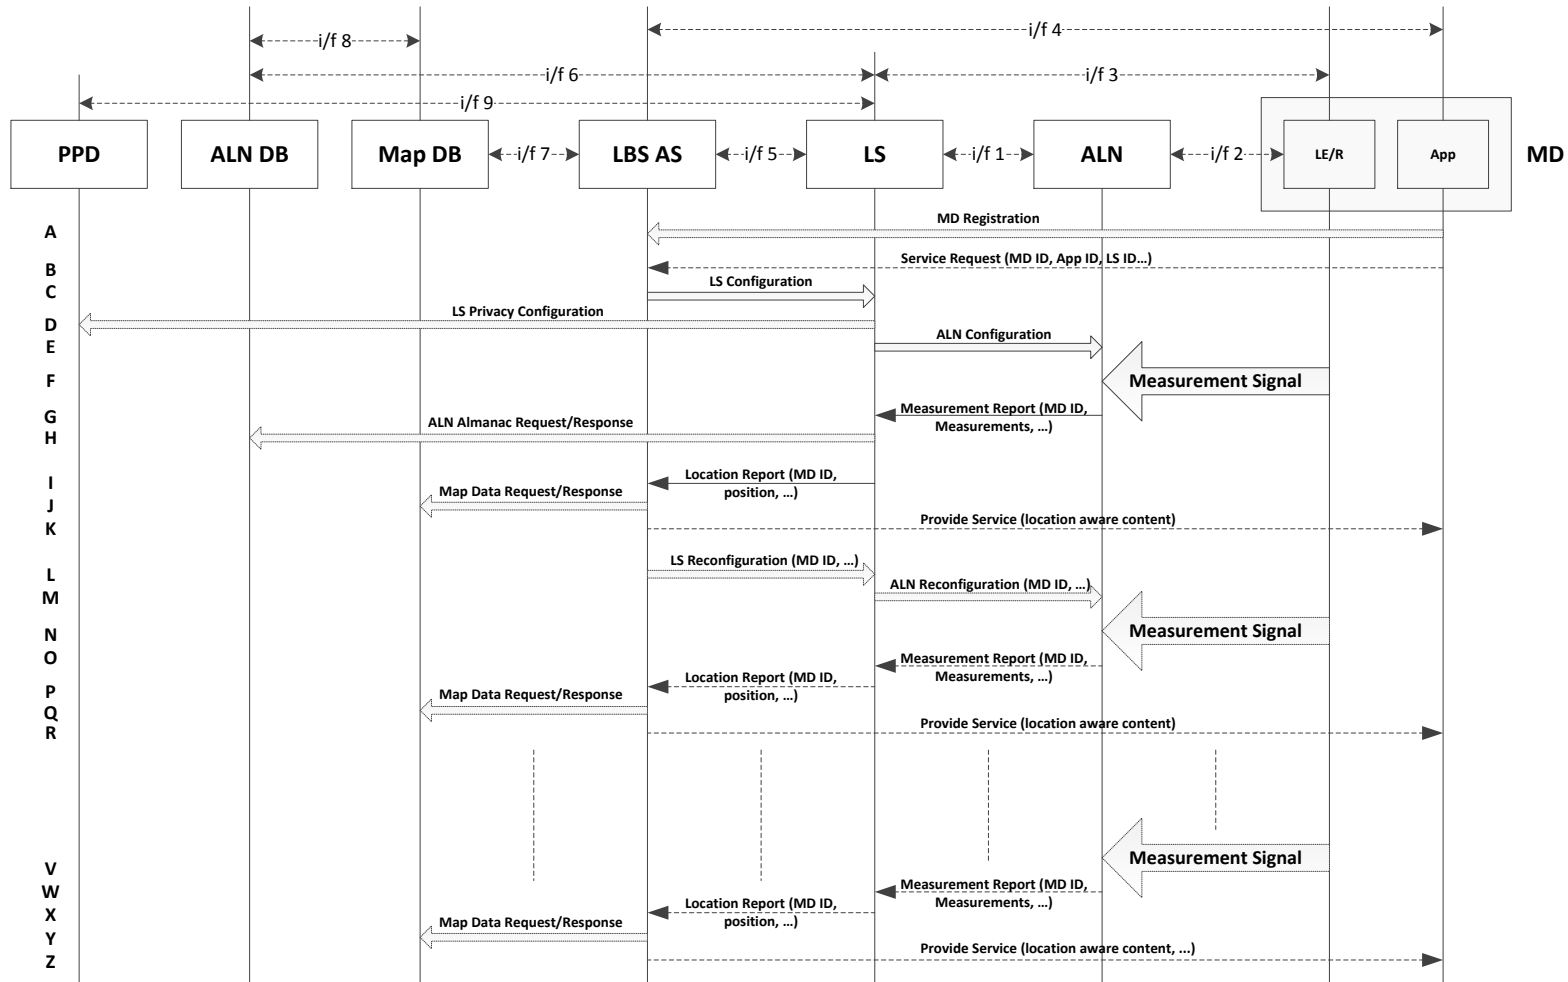 i/f 4
i/f 8
i/f 6
i/f 3
i/f 9
PPD
ALN DB
Map DB
i/f 7
LBS AS
i/f 5
LS
i/f 1
ALN
i/f 2
LE/R
App
MD
A
MD Registration
B
Service Request (MD ID, App ID, LS ID...)
C
LS Configuration
D
LS Privacy Configuration
E
ALN Configuration
F
Measurement Signal
G
Measurement Report (MD ID,
Measurements, ...)
H
ALN Almanac Request/Response
I
Location Report (MD ID,
position, ...)
J
Map Data Request/Response
K
Provide Service (location aware content)
L
LS Reconfiguration (MD ID, ...)
M
ALN Reconfiguration (MD ID, ...)
N
Measurement Signal
O
Measurement Report (MD ID,
Measurements, ...)
P
Location Report (MD ID,
position, ...)
Q
Map Data Request/Response
R
Provide Service (location aware content)
V
Measurement Signal
W
Measurement Report (MD ID,
Measurements, ...)
X
Location Report (MD ID,
position, ...)
Y
Map Data Request/Response
Z
Provide Service (location aware content, ...)